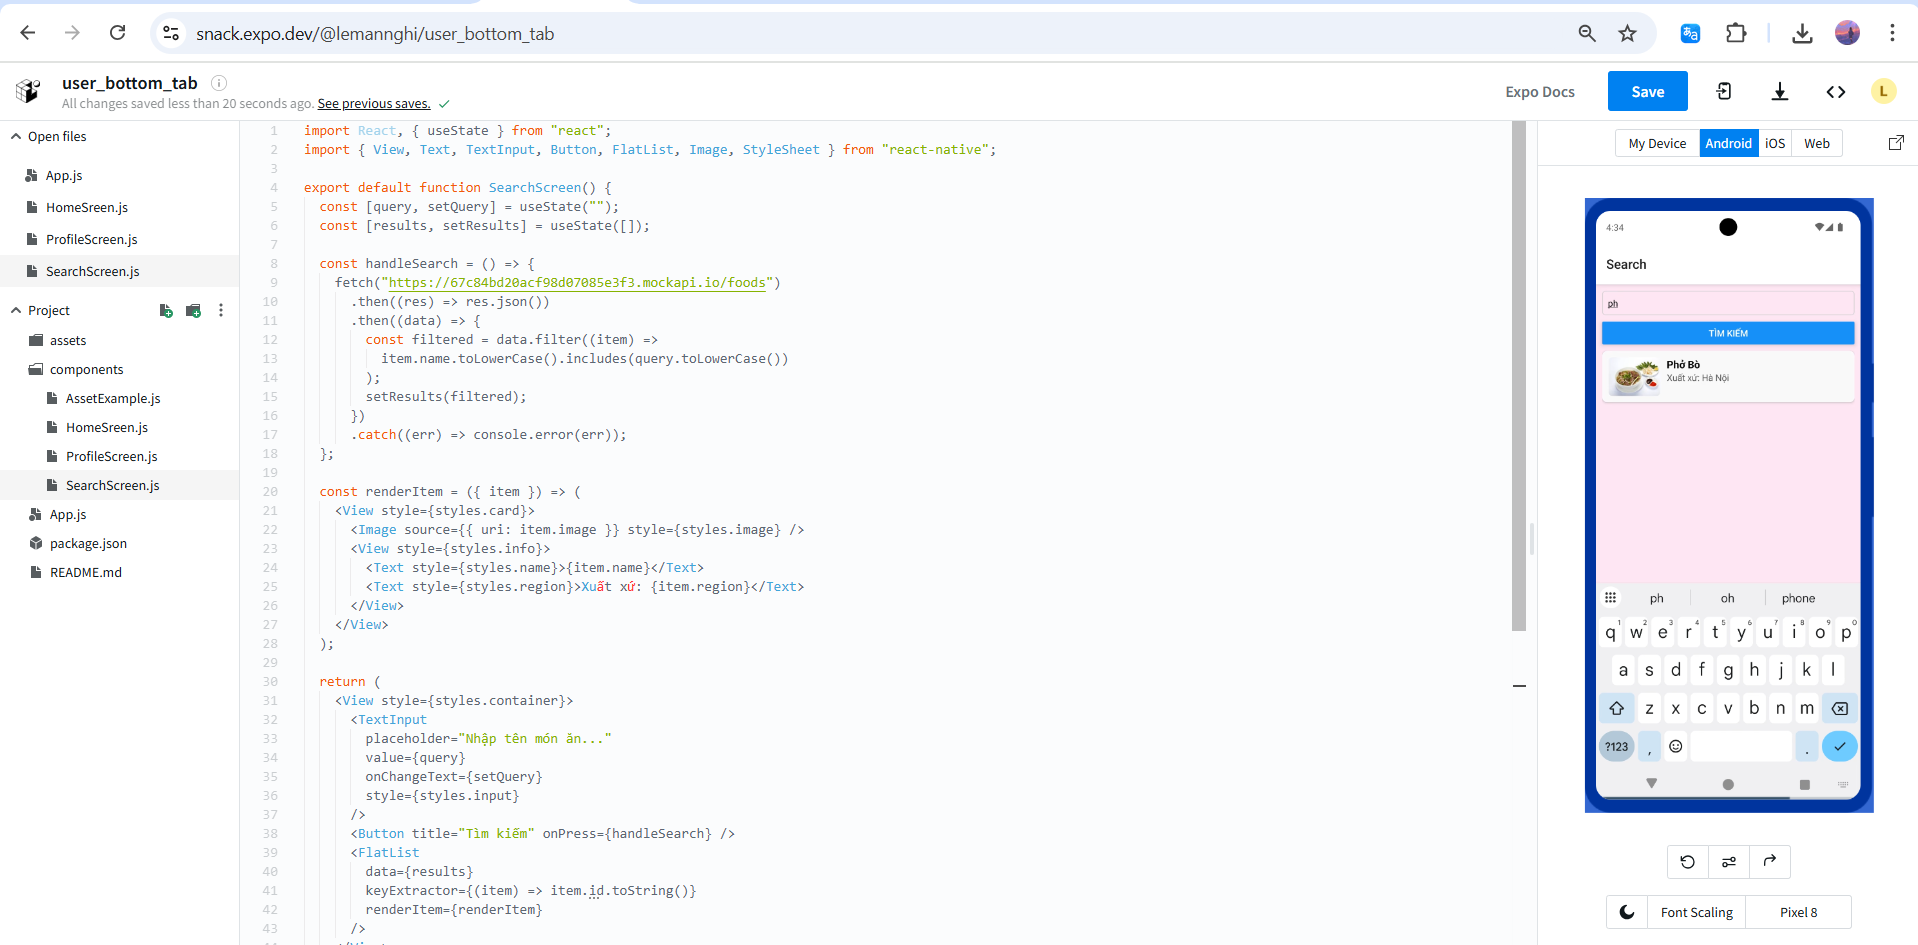 snack.expo.dev/@lemannghi/user_bottom_tab
user_bottom_tab
All changes saved less than 20 seconds ago. See previous saves.
Expo Docs
Save
L
Open files
App.js
HomeSreen.js
ProfileScreen.js
SearchScreen.js
Project
assets
components
AssetExample.js
HomeSreen.js
ProfileScreen.js
SearchScreen.js
App.js
package.json
README.md
1 import React, { useState } from "react";
2 import { View, Text, TextInput, Button, FlatList, Image, StyleSheet } from "react-native";
3
4 export default function SearchScreen() {
5 const [query, setQuery] = useState("");
6 const [results, setResults] = useState([]);
7
8 const handleSearch = () => {
9 fetch("https://67c84bd20acf98d07085e3f3.mockapi.io/foods")
10 .then((res) => res.json())
11 .then((data) => {
12 const filtered = data.filter((item) =>
13 item.name.toLowerCase().includes(query.toLowerCase())
14 );
15 setResults(filtered);
16 })
17 .catch((err) => console.error(err));
18 };
19
20 const renderItem = ({ item }) => (
21 <View style={styles.card}>
22 <Image source={{ uri: item.image }} style={styles.image} />
23 <View style={styles.info}>
24 <Text style={styles.name}>{item.name}</Text>
25 <Text style={styles.region}>Xuất xứ: {item.region}</Text>
26 </View>
27 </View>
28 );
29
30 return (
31 <View style={styles.container}>
32 <TextInput
33 placeholder="Nhập tên món ăn..."
34 value={query}
35 onChangeText={setQuery}
36 style={styles.input}
37 />
38 <Button title="Tìm kiếm" onPress={handleSearch} />
39 <FlatList
40 data={results}
41 keyExtractor={(item) => item.id.toString()}
42 renderItem={renderItem}
43 />
My Device Android iOS Web
4:34
Search
ph
TÌM KIẾM
Phở Bò
Xuất xứ: Hà Nội
ph oh phone
q1 w2 e3 r4 t5 y6 u7 i8 o9 p0
a s d f g h j k l
z x c v b n m
?123 , .
Font Scaling
Pixel 8